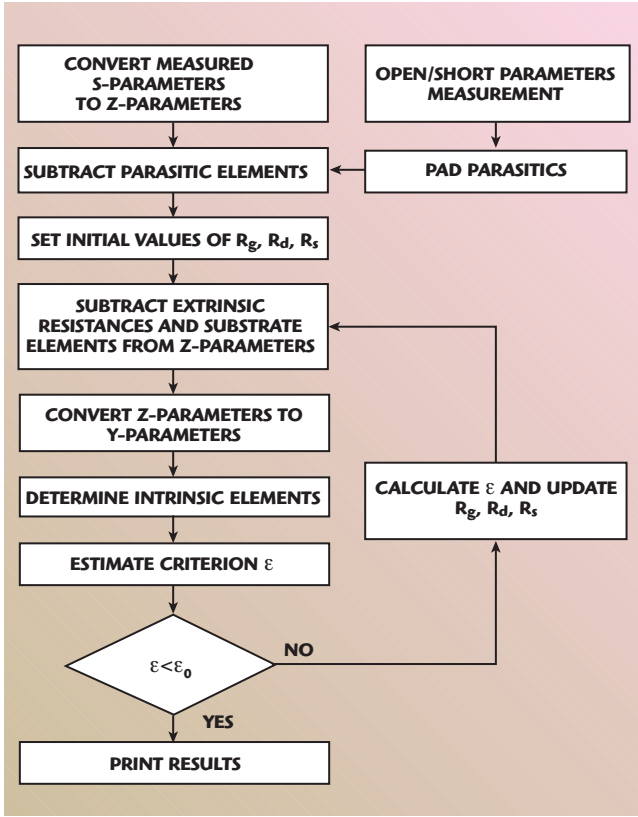 CONVERT MEASURED
S-PARAMETERS
TO Z-PARAMETERS
OPEN/SHORT PARAMETERS
MEASUREMENT
SUBTRACT PARASITIC ELEMENTS
PAD PARASITICS
SET INITIAL VALUES OF Rg, Rd, Rs
SUBTRACT EXTRINSIC
RESISTANCES AND SUBSTRATE
ELEMENTS FROM Z-PARAMETERS
CONVERT Z-PARAMETERS TO
Y-PARAMETERS
DETERMINE INTRINSIC ELEMENTS
CALCULATE ε AND UPDATE
Rg, Rd, Rs
ESTIMATE CRITERION ε
ε<ε0
NO
YES
PRINT RESULTS